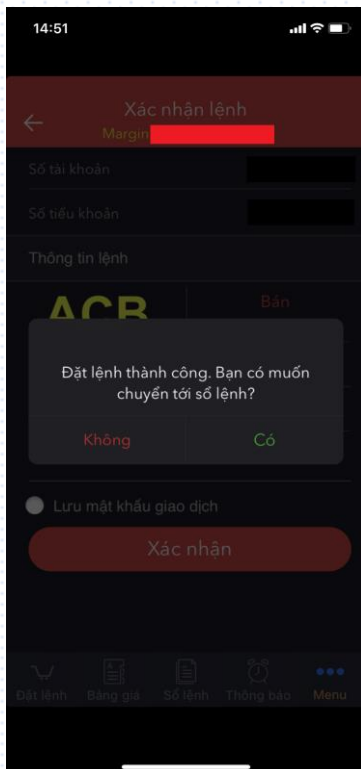 14:51
Xác nhận lệnh
Margin
Số tài khoản
Số tiểu khoản
Thông tin lệnh
ACB
Bán
Đặt lệnh thành công. Bạn có muốn
chuyển tới sổ lệnh?
Không
Có
Lưu mật khẩu giao dịch
Xác nhận
Đặt lệnh
Bảng giá
Sổ lệnh
Thông báo
Menu